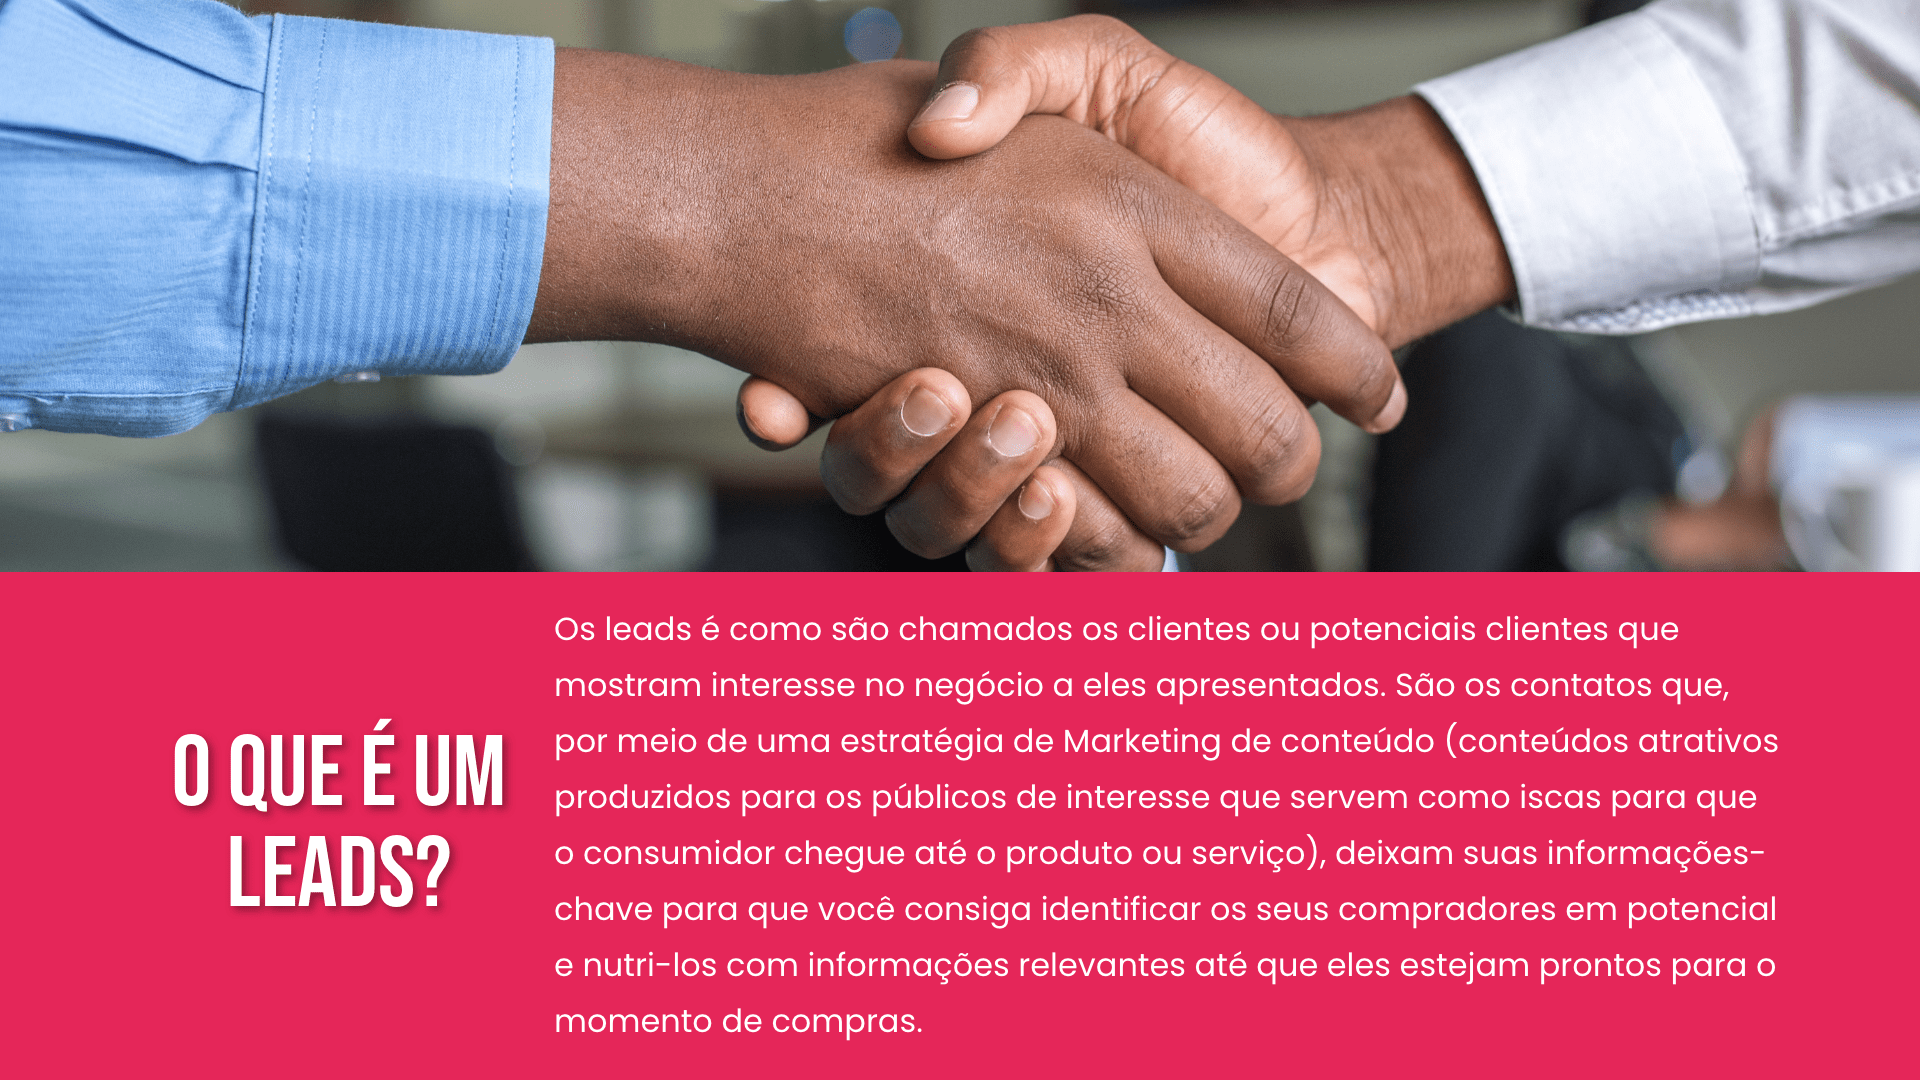 O QUE É UM
LEADS?
Os leads é como são chamados os clientes ou potenciais clientes que
mostram interesse no negócio a eles apresentados. São os contatos que,
por meio de uma estratégia de Marketing de conteúdo (conteúdos atrativos
produzidos para os públicos de interesse que servem como iscas para que
o consumidor chegue até o produto ou serviço), deixam suas informações-
chave para que você consiga identificar os seus compradores em potencial
e nutri-los com informações relevantes até que eles estejam prontos para o
momento de compras.